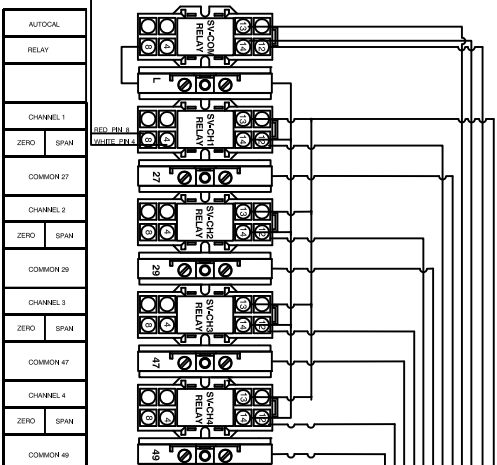 AUTOCAL
RELAY
CHANNEL 1
ZERO SPAN
COMMON 27
CHANNEL 2
ZERO SPAN
COMMON 29
CHANNEL 3
ZERO SPAN
COMMON 47
CHANNEL 4
ZERO SPAN
COMMON 49
RED PIN 8
WHITE PIN 4
SV-COM
RELAY
8 4 13 14 12
L
SV-CH1
RELAY
8 4 13 14 12
27
SV-CH2
RELAY
8 4 13 14 12
29
SV-CH3
RELAY
8 4 13 14 12
47
SV-CH4
RELAY
8 4 13 14 12
49